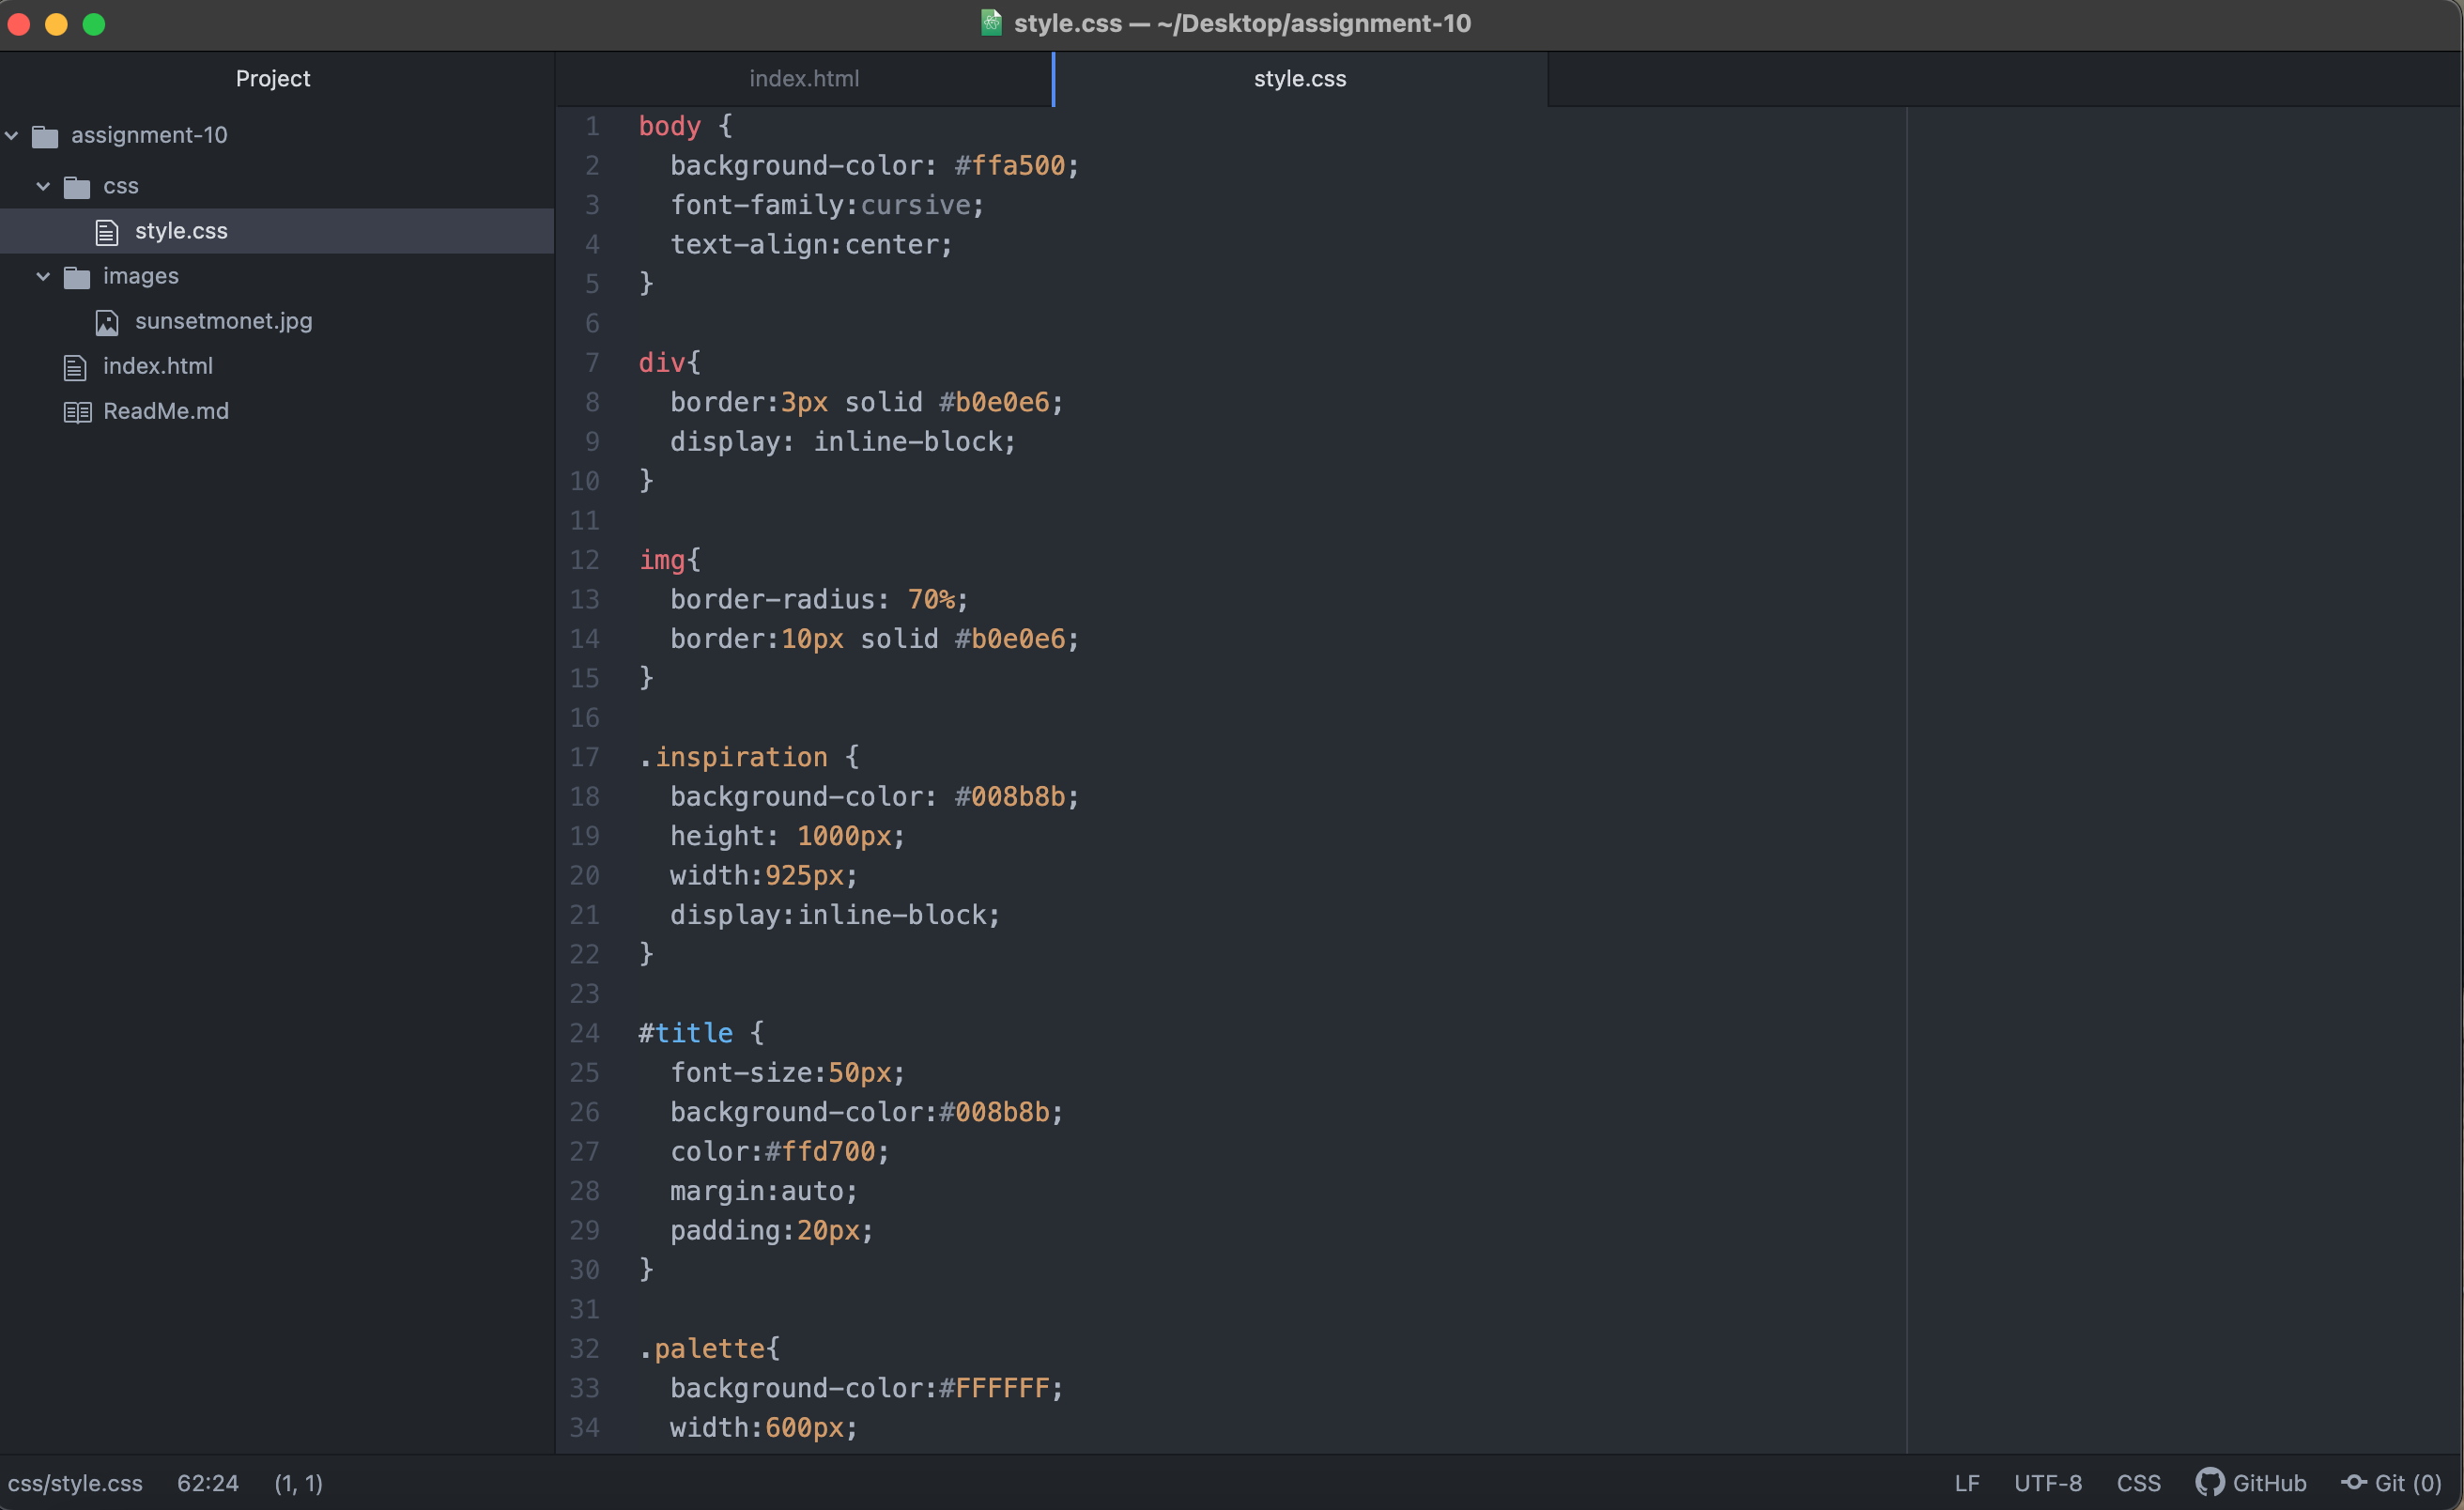 style.css — ~/Desktop/assignment-10
Project
assignment-10
css
style.css
images
sunsetmonet.jpg
index.html
ReadMe.md
index.html
style.css
1 body {
2   background-color: #ffa500;
3   font-family:cursive;
4   text-align:center;
5 }
6
7 div{
8   border:3px solid #b0e0e6;
9   display: inline-block;
10 }
11
12 img{
13   border-radius: 70%;
14   border:10px solid #b0e0e6;
15 }
16
17 .inspiration {
18   background-color: #008b8b;
19   height: 1000px;
20   width:925px;
21   display:inline-block;
22 }
23
24 #title {
25   font-size:50px;
26   background-color:#008b8b;
27   color:#ffd700;
28   margin:auto;
29   padding:20px;
30 }
31
32 .palette{
33   background-color:#FFFFFF;
34   width:600px;
css/style.css 62:24 (1, 1) LF UTF-8 CSS GitHub Git (0)